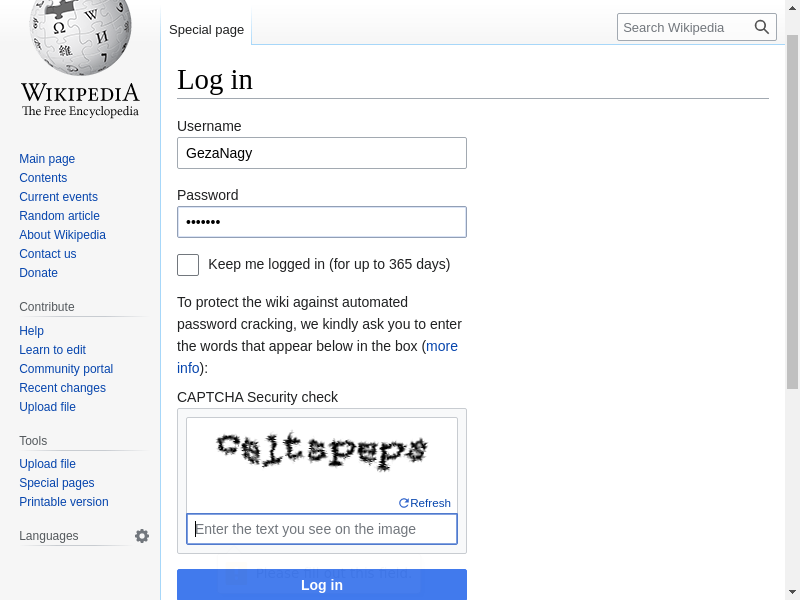 Special page
Search Wikipedia
WIKIPEDIA
The Free Encyclopedia
Main page
Contents
Current events
Random article
About Wikipedia
Contact us
Donate
Contribute
Help
Learn to edit
Community portal
Recent changes
Upload file
Tools
Upload file
Special pages
Printable version
Languages
Log in
Username
GezaNagy
Password
•••••••
Keep me logged in (for up to 365 days)
To protect the wiki against automated
password cracking, we kindly ask you to enter
the words that appear below in the box (more
info):
CAPTCHA Security check
Refresh
Enter the text you see on the image
Log in